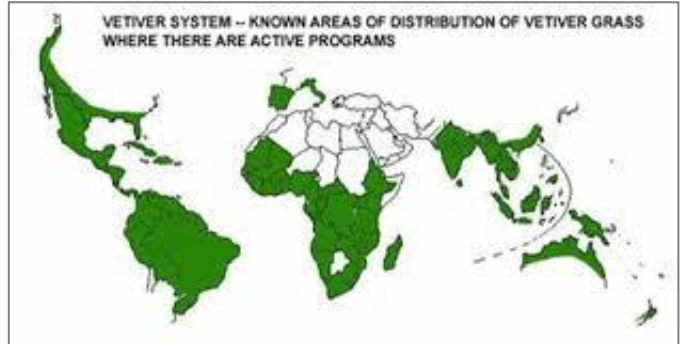 VETIVER SYSTEM -- KNOWN AREAS OF DISTRIBUTION OF VETIVER GRASS
WHERE THERE ARE ACTIVE PROGRAMS